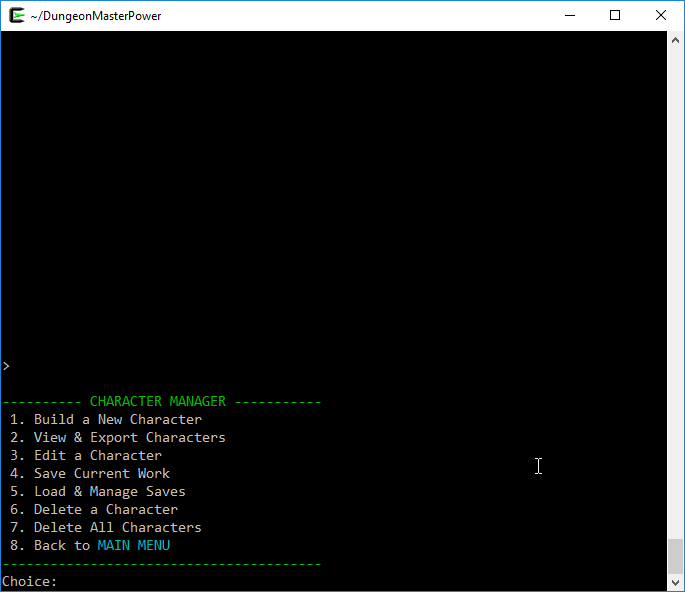 ~/DungeonMasterPower
>
---------- CHARACTER MANAGER -----------
1. Build a New Character
2. View & Export Characters
3. Edit a Character
4. Save Current Work
5. Load & Manage Saves
6. Delete a Character
7. Delete All Characters
8. Back to MAIN MENU
----------------------------------------
Choice: